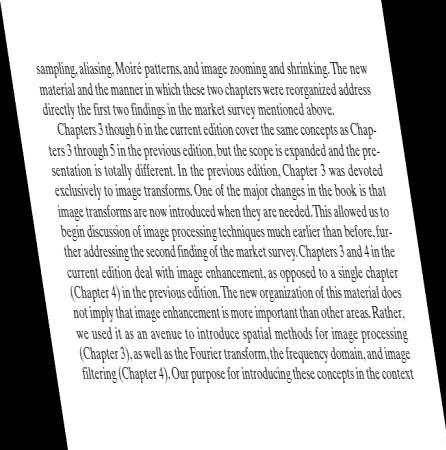 sampling, aliasing, Moiré patterns, and image zooming and shrinking. The new
material and the manner in which these two chapters were reorganized address
directly the first two findings in the market survey mentioned above.
Chapters 3 though 6 in the current edition cover the same concepts as Chap-
ters 3 through 5 in the previous edition, but the scope is expanded and the pre-
sentation is totally different. In the previous edition, Chapter 3 was devoted
exclusively to image transforms. One of the major changes in the book is that
image transforms are now introduced when they are needed. This allowed us to
begin discussion of image processing techniques much earlier than before, fur-
ther addressing the second finding of the market survey. Chapters 3 and 4 in the
current edition deal with image enhancement, as opposed to a single chapter
(Chapter 4) in the previous edition. The new organization of this material does
not imply that image enhancement is more important than other areas. Rather,
we used it as an avenue to introduce spatial methods for image processing
(Chapter 3), as well as the Fourier transform, the frequency domain, and image
filtering (Chapter 4). Our purpose for introducing these concepts in the context